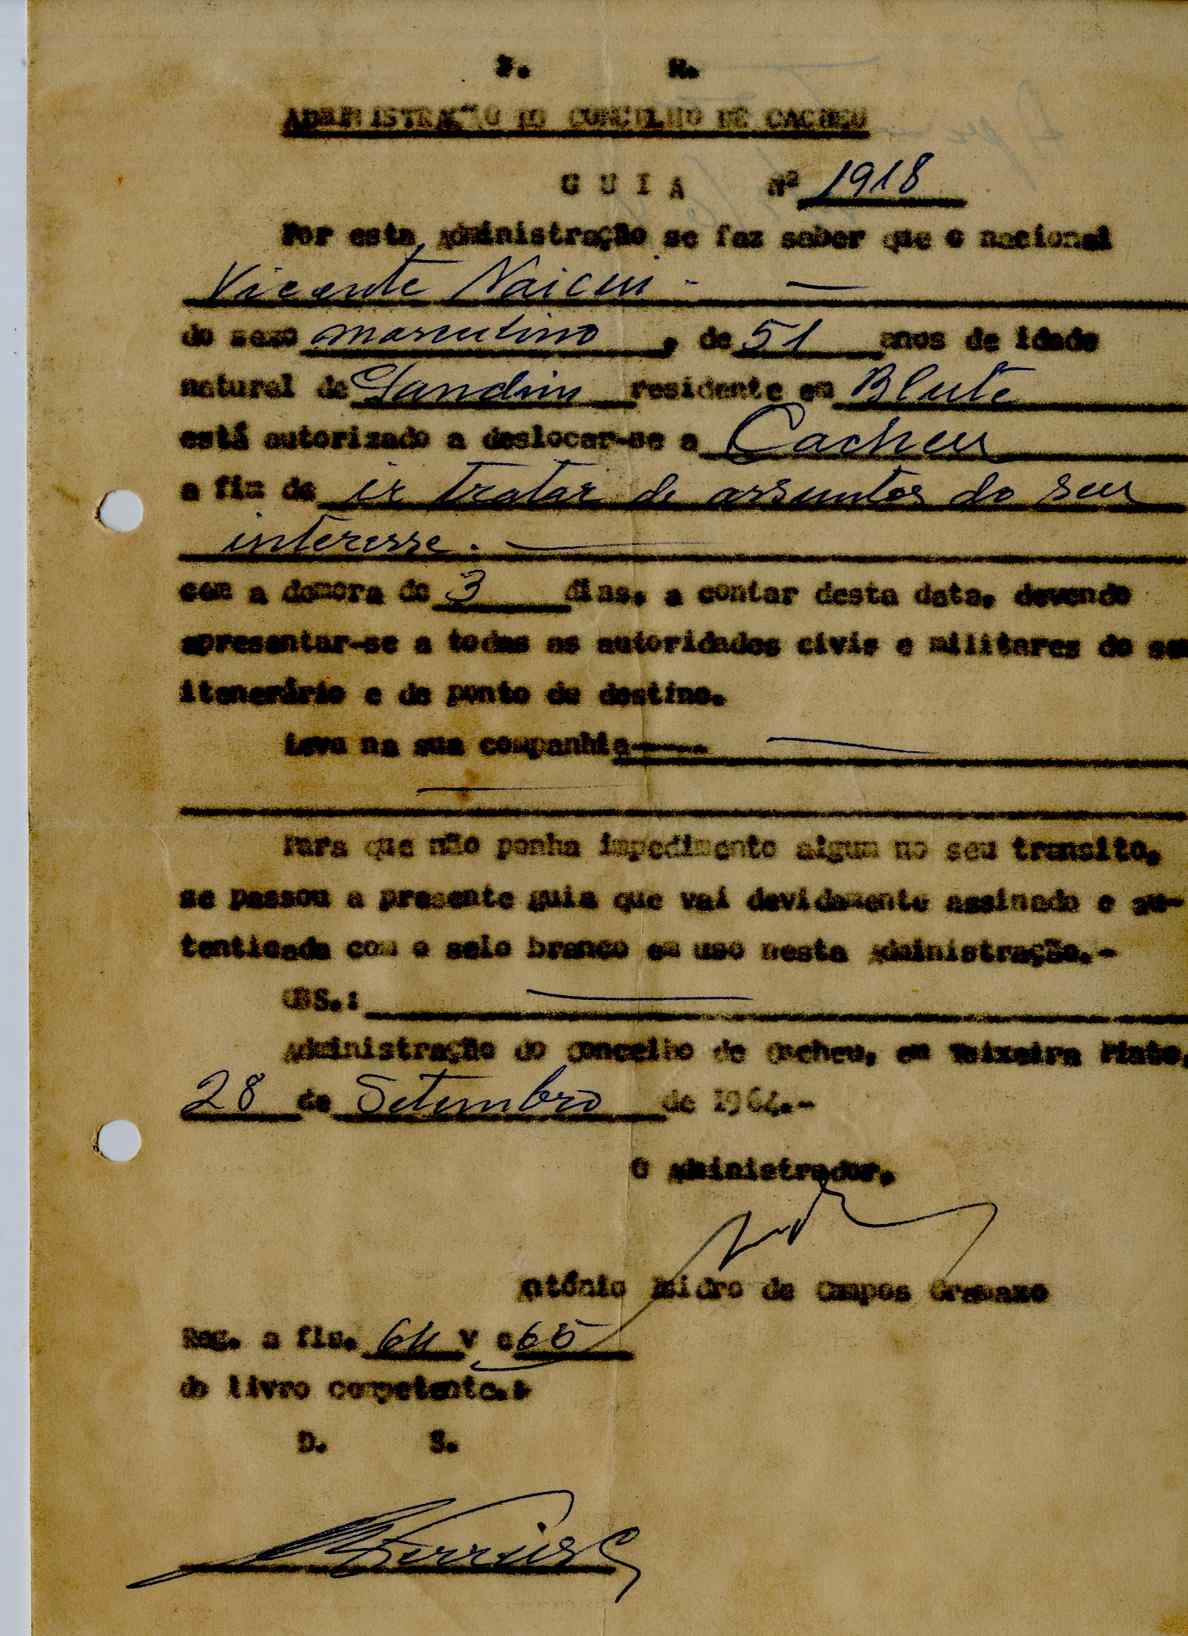 S. R.
ADMINISTRAÇÃO DO CONCELHO DE CACHEU
G U I A Nº 1918
Por esta Administração se faz saber que o nacional
Vicente Naicui - —
do sexo masculino, de 51 anos de idade
natural de Jandim residente em Blute
está autorizado a deslocar-se a Cacheu
a fim de ir tratar de assuntos do seu
interesse. —
com a demora de 3 dias, a contar desta data, devendo
apresentar-se a todas as autoridades civis e militares do seu
itenerário e de ponto de destino.
Leva na sua companhia----- —
—
Para que não ponha impedimento algum no seu transito,
se passou a presente guia que vai devidamente assinada e au-
tenticada com o selo branco em uso nesta Administração.-
OBS.: —
Administração do Concelho de Cacheu, em Teixeira Pinto,
28 de Setembro de 1964.-
O Administrador,
António Isidro de Campos Gramaxo
Reg. a fls. 64 v e 65
do livro competente.
D. S.